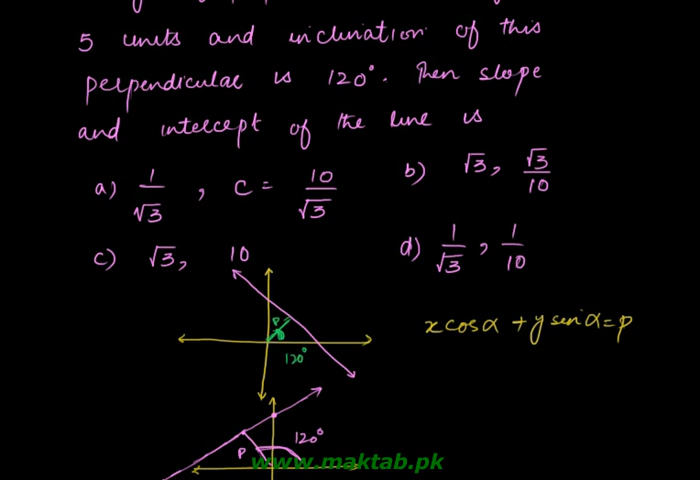 5 units and inclination of this
perpendicular is 120°. Then slope
and intercept of the line is
a) 1/√3 , C = 10/√3 b) √3, √3/10
c) √3, 10 d) 1/√3 , 1/10
P
x cos α + y sin α = p
120°
120°
P
www.maktab.pk